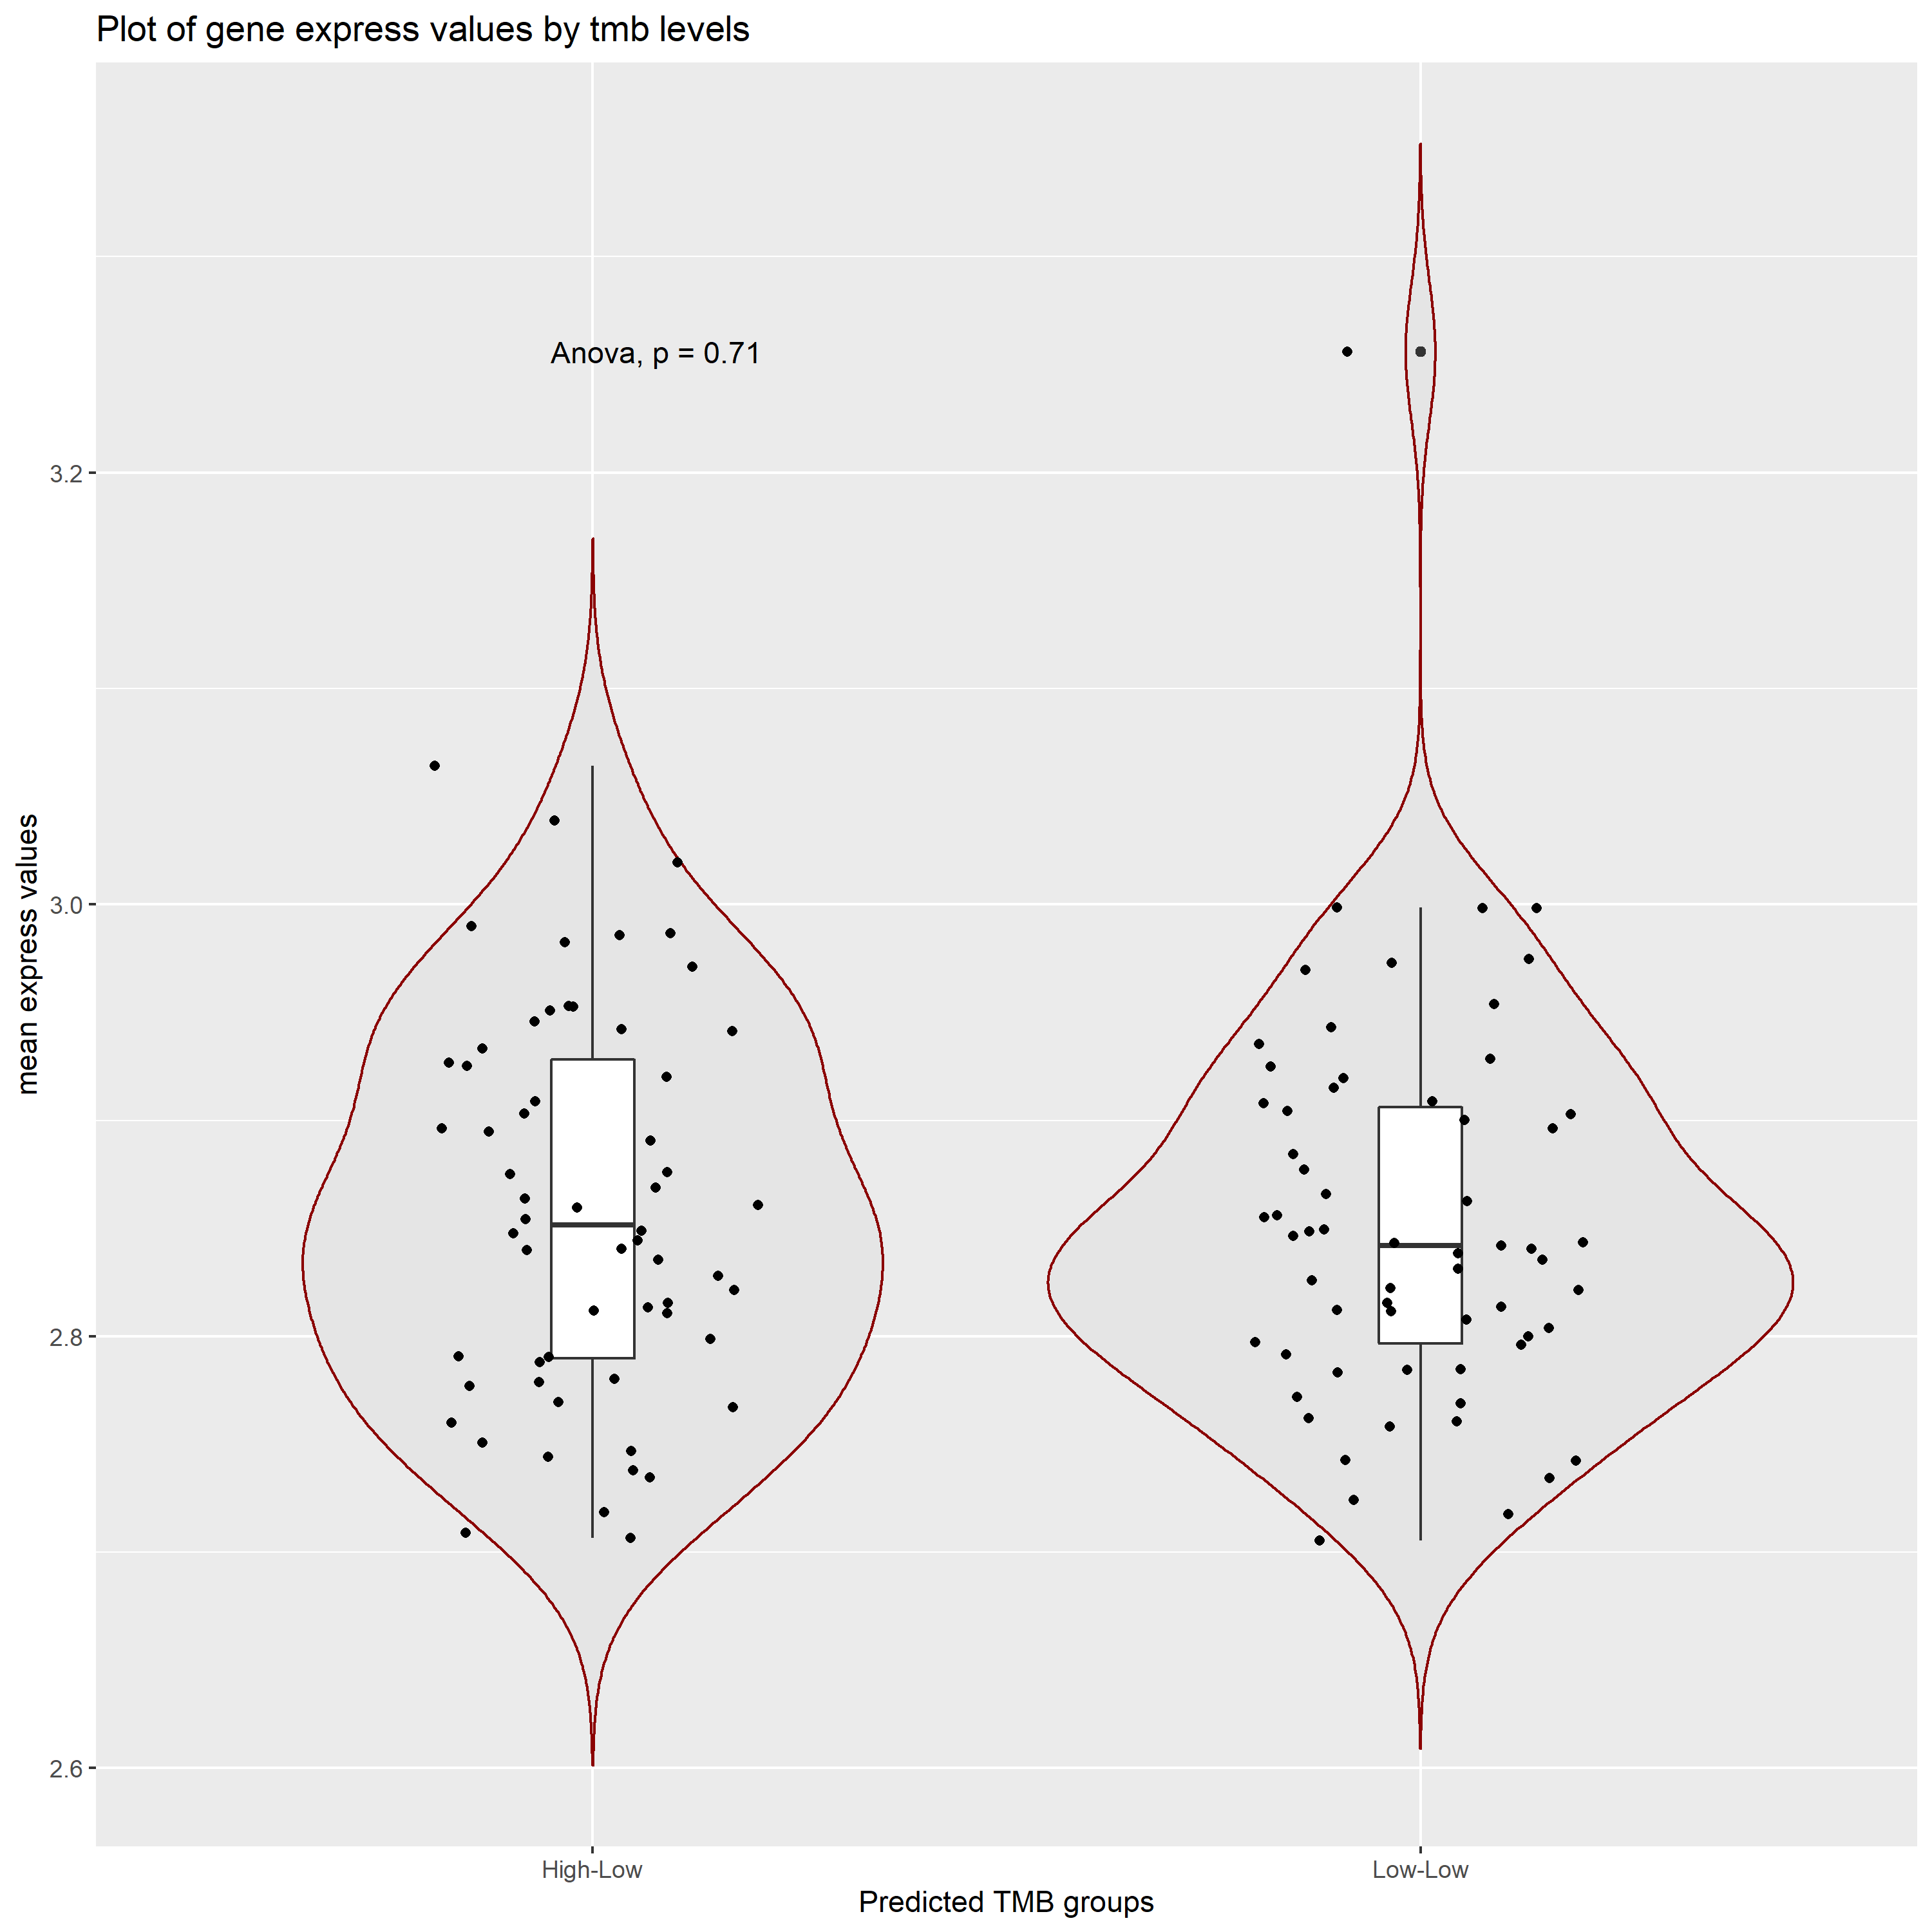 Plot of gene express values by tmb levels
Anova, p = 0.71
3.2
3.0
2.8
2.6
mean express values
High-Low
Low-Low
Predicted TMB groups